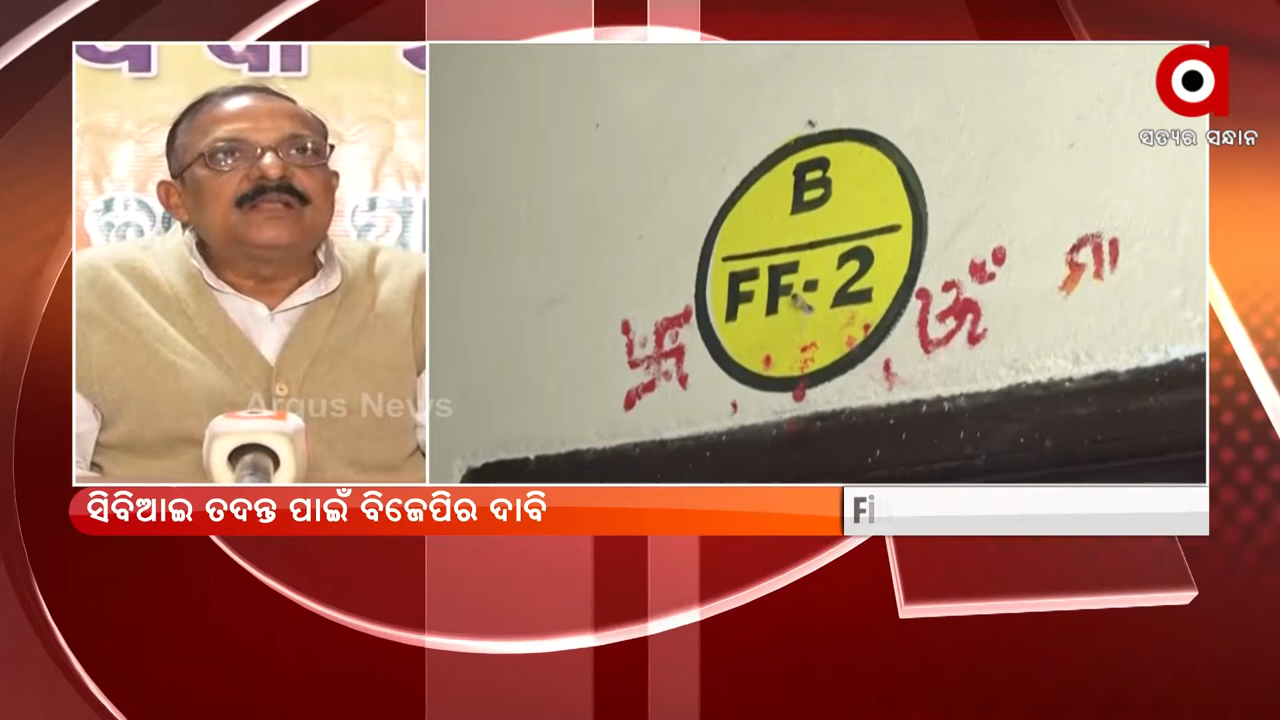 ସତ୍ୟର ସନ୍ଧାନ
B
FF-2
ଓଁ ମା
Argus News
ସିବିଆଇ ତଦନ୍ତ ପାଇଁ ବିଜେପିର ଦାବି
Fi